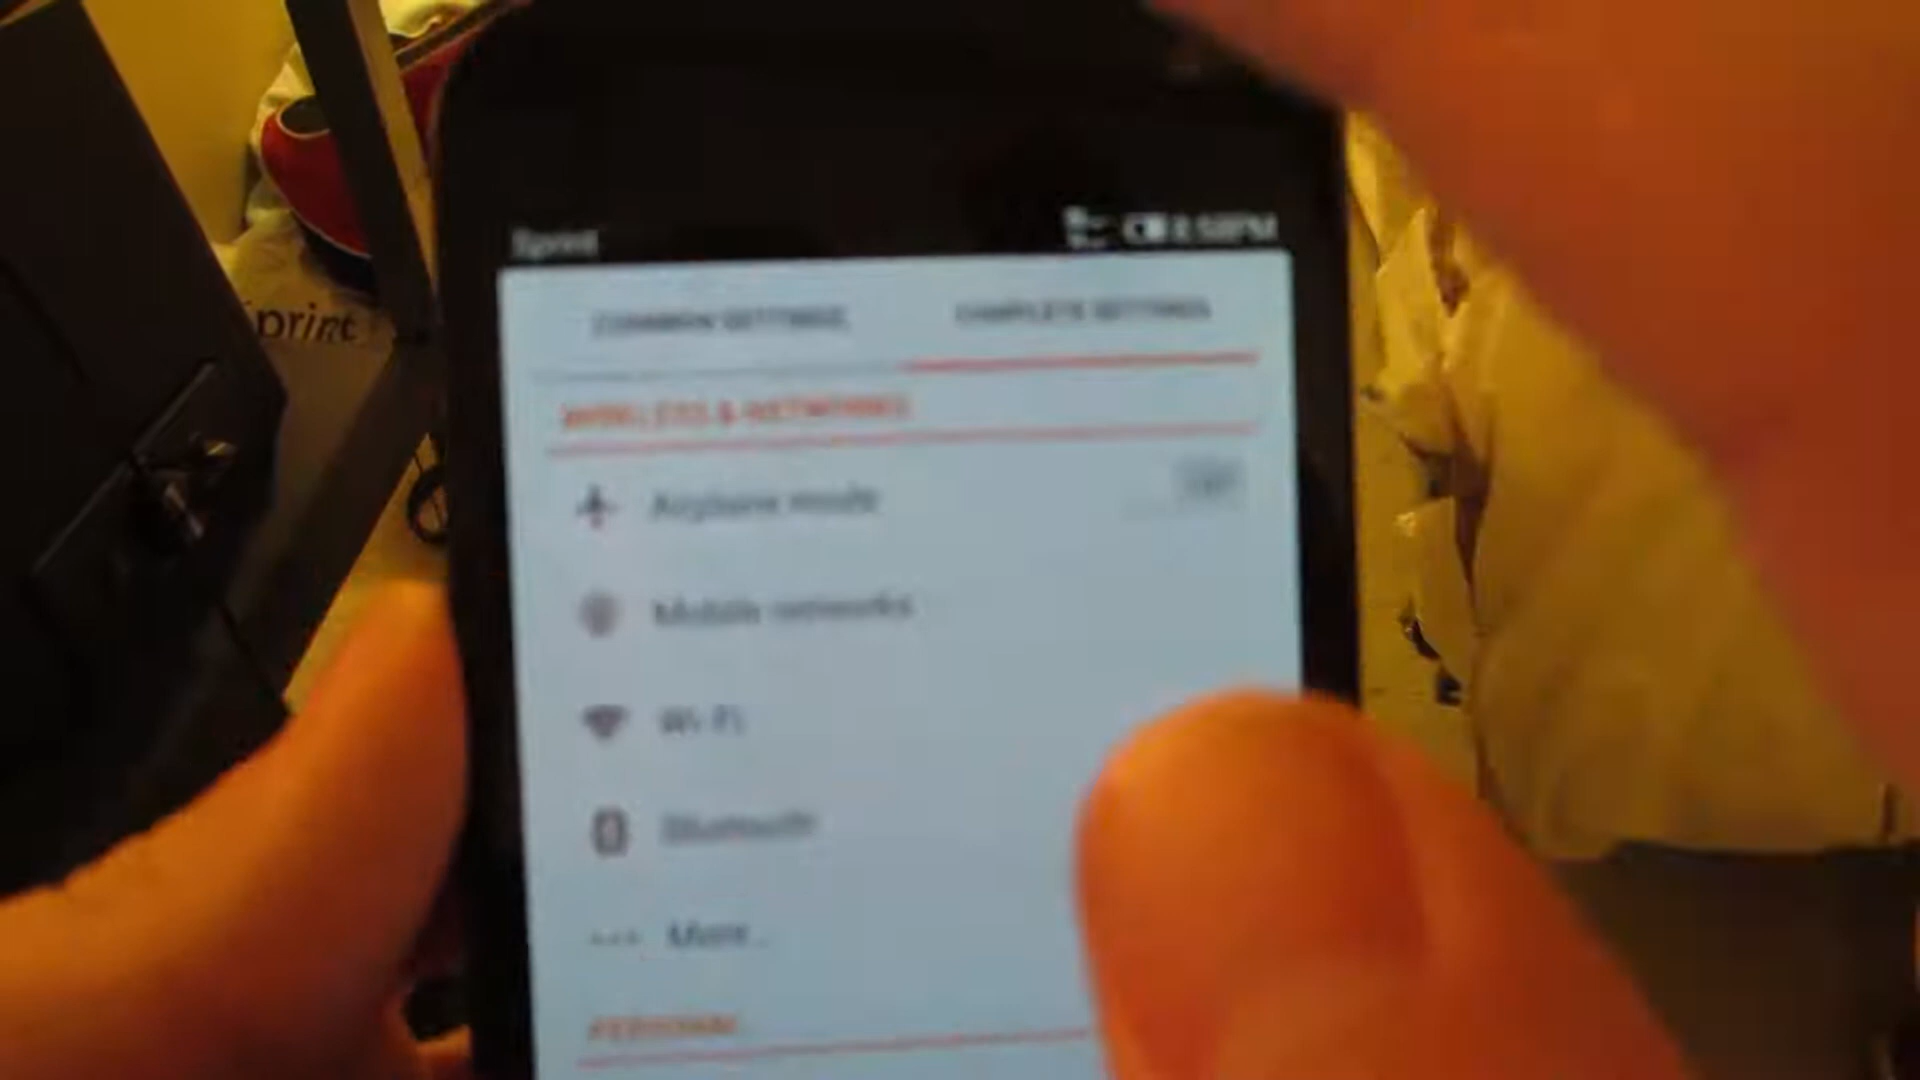 Sprint
COMMON SETTINGS COMPLETE SETTINGS
WIRELESS & NETWORKS
Airplane mode
Mobile networks
Wi-Fi
Bluetooth
More...
PERSONAL
Sprint